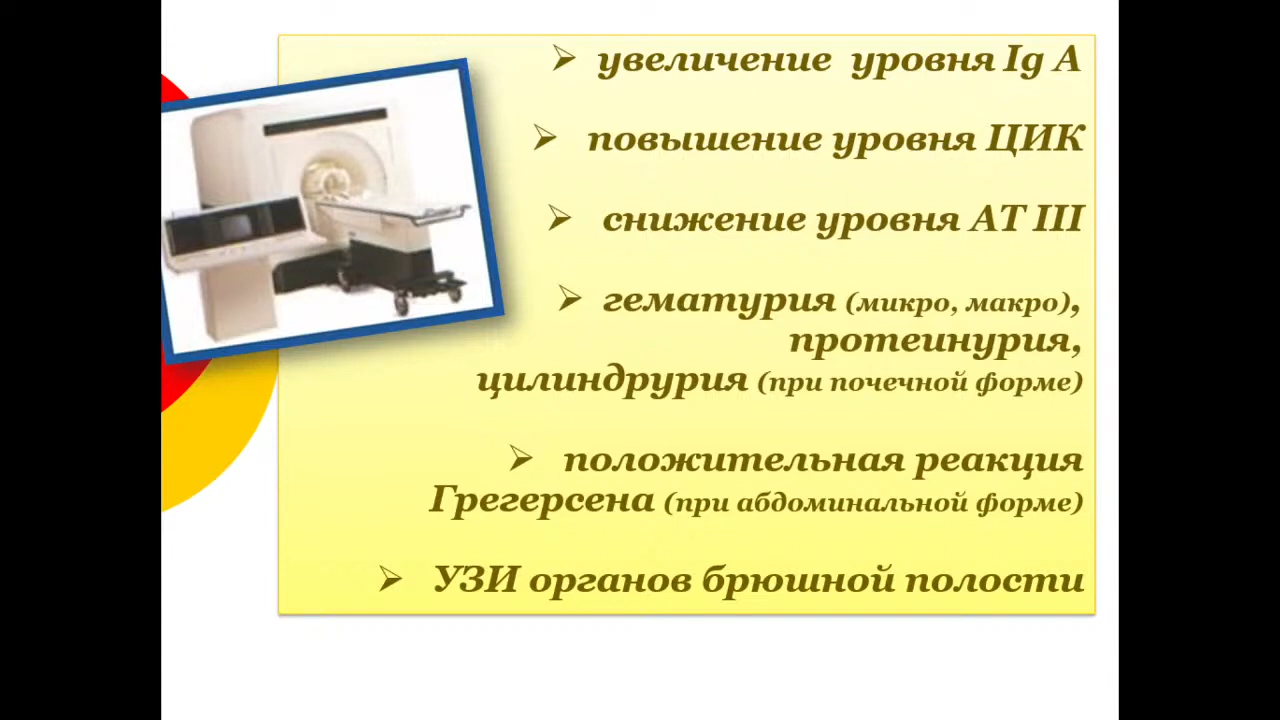 ➢ увеличение уровня Ig A
➢ повышение уровня ЦИК
➢ снижение уровня АТ III
➢ гематурия (микро, макро),
протеинурия,
цилиндрурия (при почечной форме)
➢ положительная реакция
Грегерсена (при абдоминальной форме)
➢ УЗИ органов брюшной полости